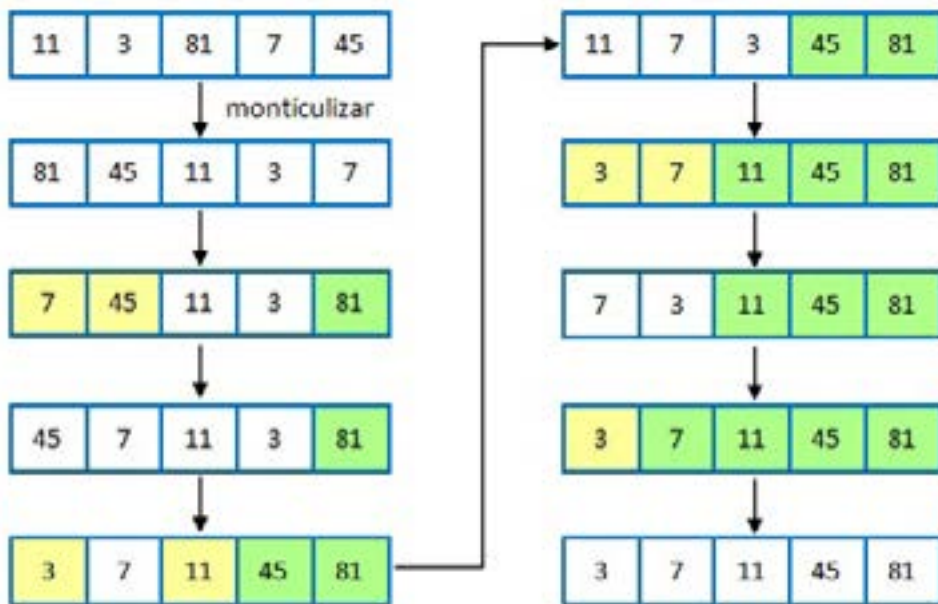 11 3 81 7 45
monticulizar
81 45 11 3 7
7 45 11 3 81
45 7 11 3 81
3 7 11 45 81
11 7 3 45 81
3 7 11 45 81
7 3 11 45 81
3 7 11 45 81
3 7 11 45 81